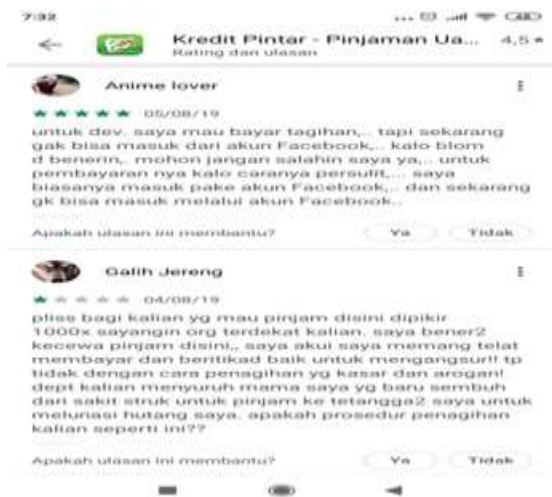 7:32
Kredit Pintar - Pinjaman Ua... 4,5★
Rating dan ulasan
Anime lover
05/08/19
untuk dev. saya mau bayar tagihan,.. tapi sekarang
gak bisa masuk dari akun Facebook,.. kalo blom
d benerin,. mohon jangan salahin saya ya,.. untuk
pembayaran nya kalo caranya persulit,... saya
biasanya masuk pake akun Facebook,.. dan sekarang
gk bisa masuk melalui akun Facebook..
Apakah ulasan ini membantu? Ya Tidak
Galih Jereng
04/08/19
pliss bagi kalian yg mau pinjam disini dipikir
1000x sayangin org terdekat kalian. saya bener2
kecewa pinjam disini,, saya akui saya memang telat
membayar dan beritikad baik untuk mengangsur!! tp
tidak dengan cara penagihan yg kasar dan arogan!
dept kalian menyuruh mama saya yg baru sembuh
dari sakit struk untuk pinjam ke tetangga2 saya untuk
melunasi hutang saya. apakah prosedur penagihan
kalian seperti ini??
Apakah ulasan ini membantu? Ya Tidak